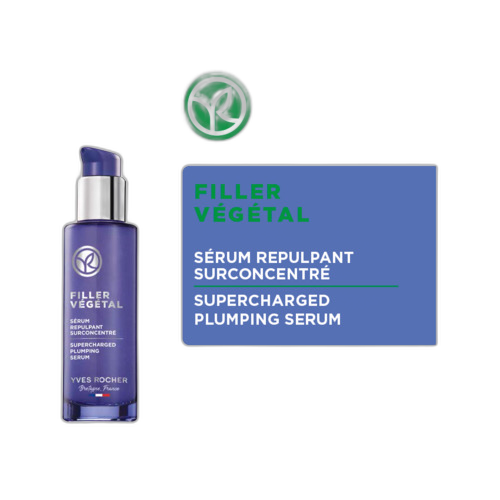 FILLER
VÉGÉTAL
SÉRUM REPULPANT
SURCONCENTRÉ
SUPERCHARGED
PLUMPING SERUM
FILLER
VÉGÉTAL
SÉRUM
REPULPANT
SURCONCENTRÉ
SUPERCHARGED
PLUMPING
SERUM
YVES ROCHER
Bretagne, France